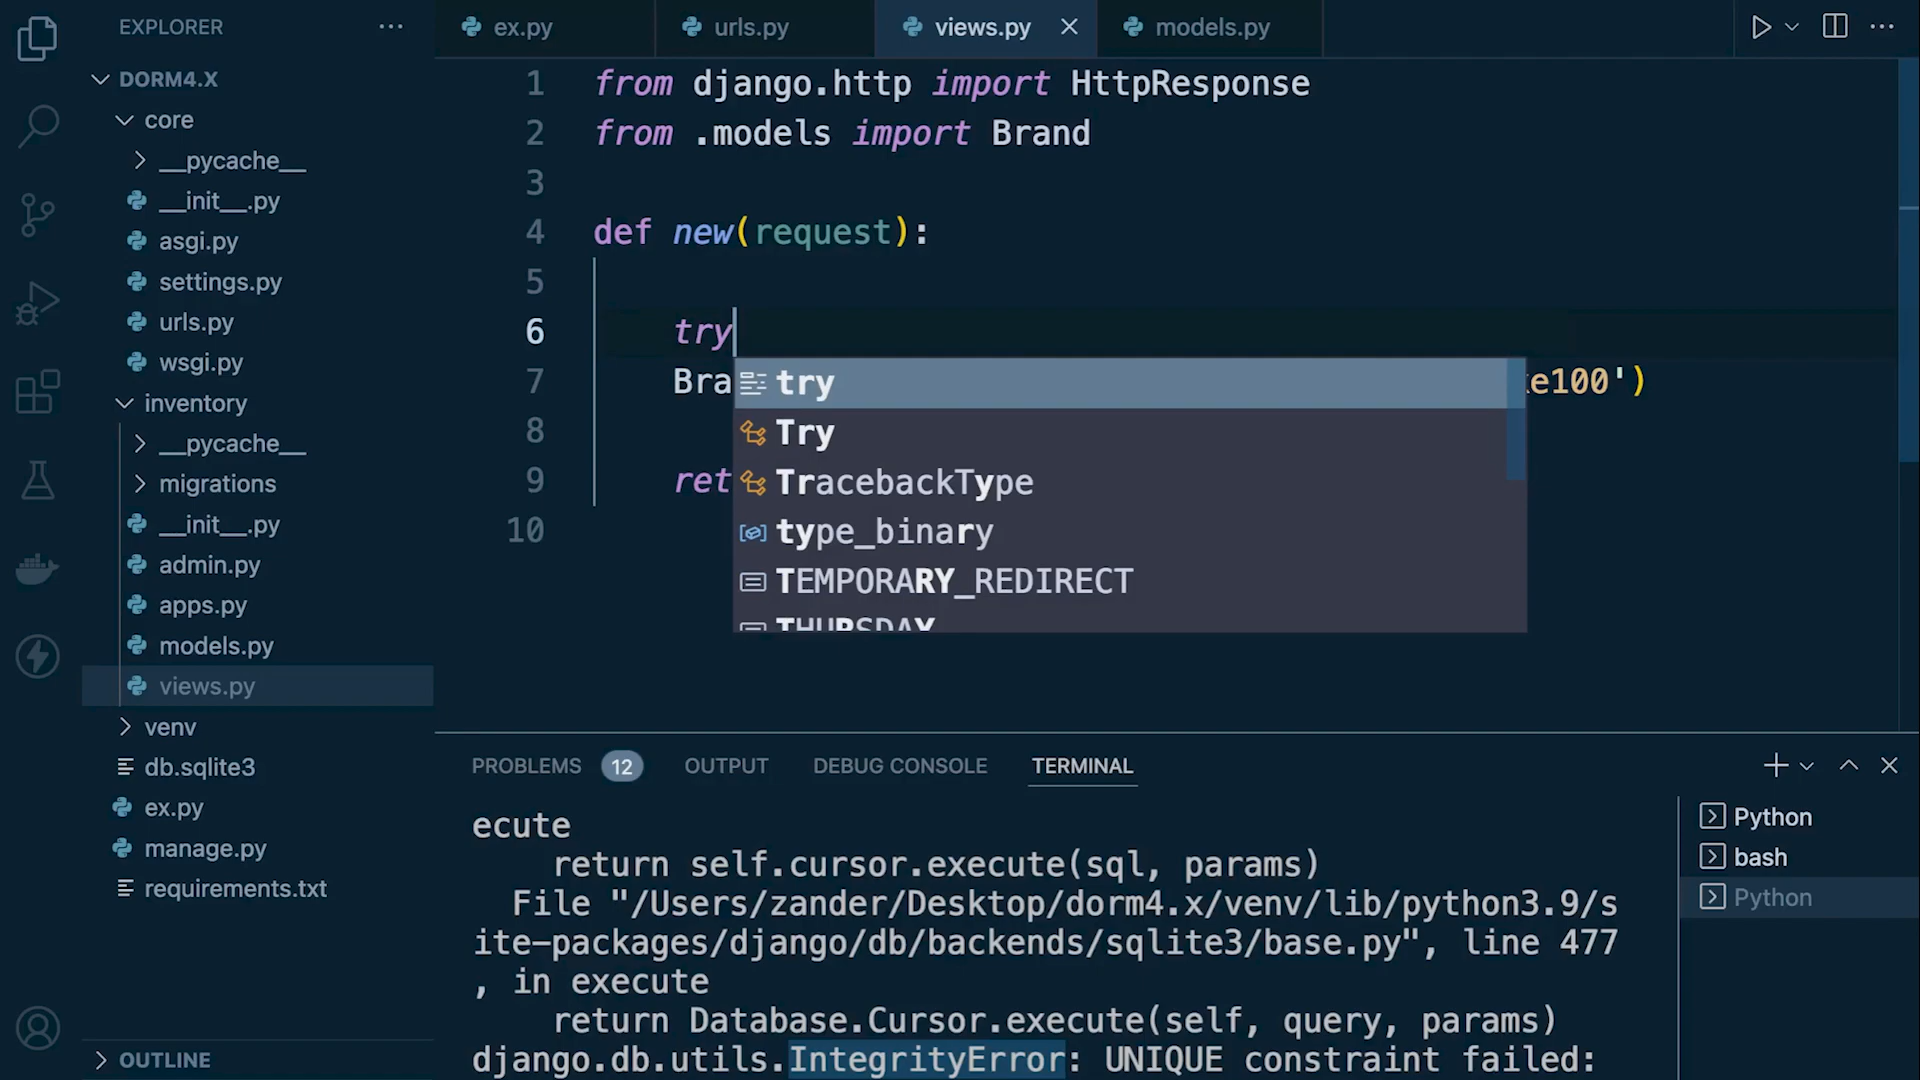 EXPLORER
DORM4.X
core
__pycache__
__init__.py
asgi.py
settings.py
urls.py
wsgi.py
inventory
__pycache__
migrations
__init__.py
admin.py
apps.py
models.py
views.py
venv
db.sqlite3
ex.py
manage.py
requirements.txt
OUTLINE
ex.py urls.py views.py models.py
1 from django.http import HttpResponse
2 from .models import Brand
3
4 def new(request):
5
6 try
7 Bra e100')
8
9 ret
10
try
Try
TracebackType
type_binary
TEMPORARY_REDIRECT
THURSDAY
PROBLEMS 12 OUTPUT DEBUG CONSOLE TERMINAL
ecute
return self.cursor.execute(sql, params)
File "/Users/zander/Desktop/dorm4.x/venv/lib/python3.9/s
ite-packages/django/db/backends/sqlite3/base.py", line 477
, in execute
return Database.Cursor.execute(self, query, params)
django.db.utils.IntegrityError: UNIQUE constraint failed:
Python
bash
Python